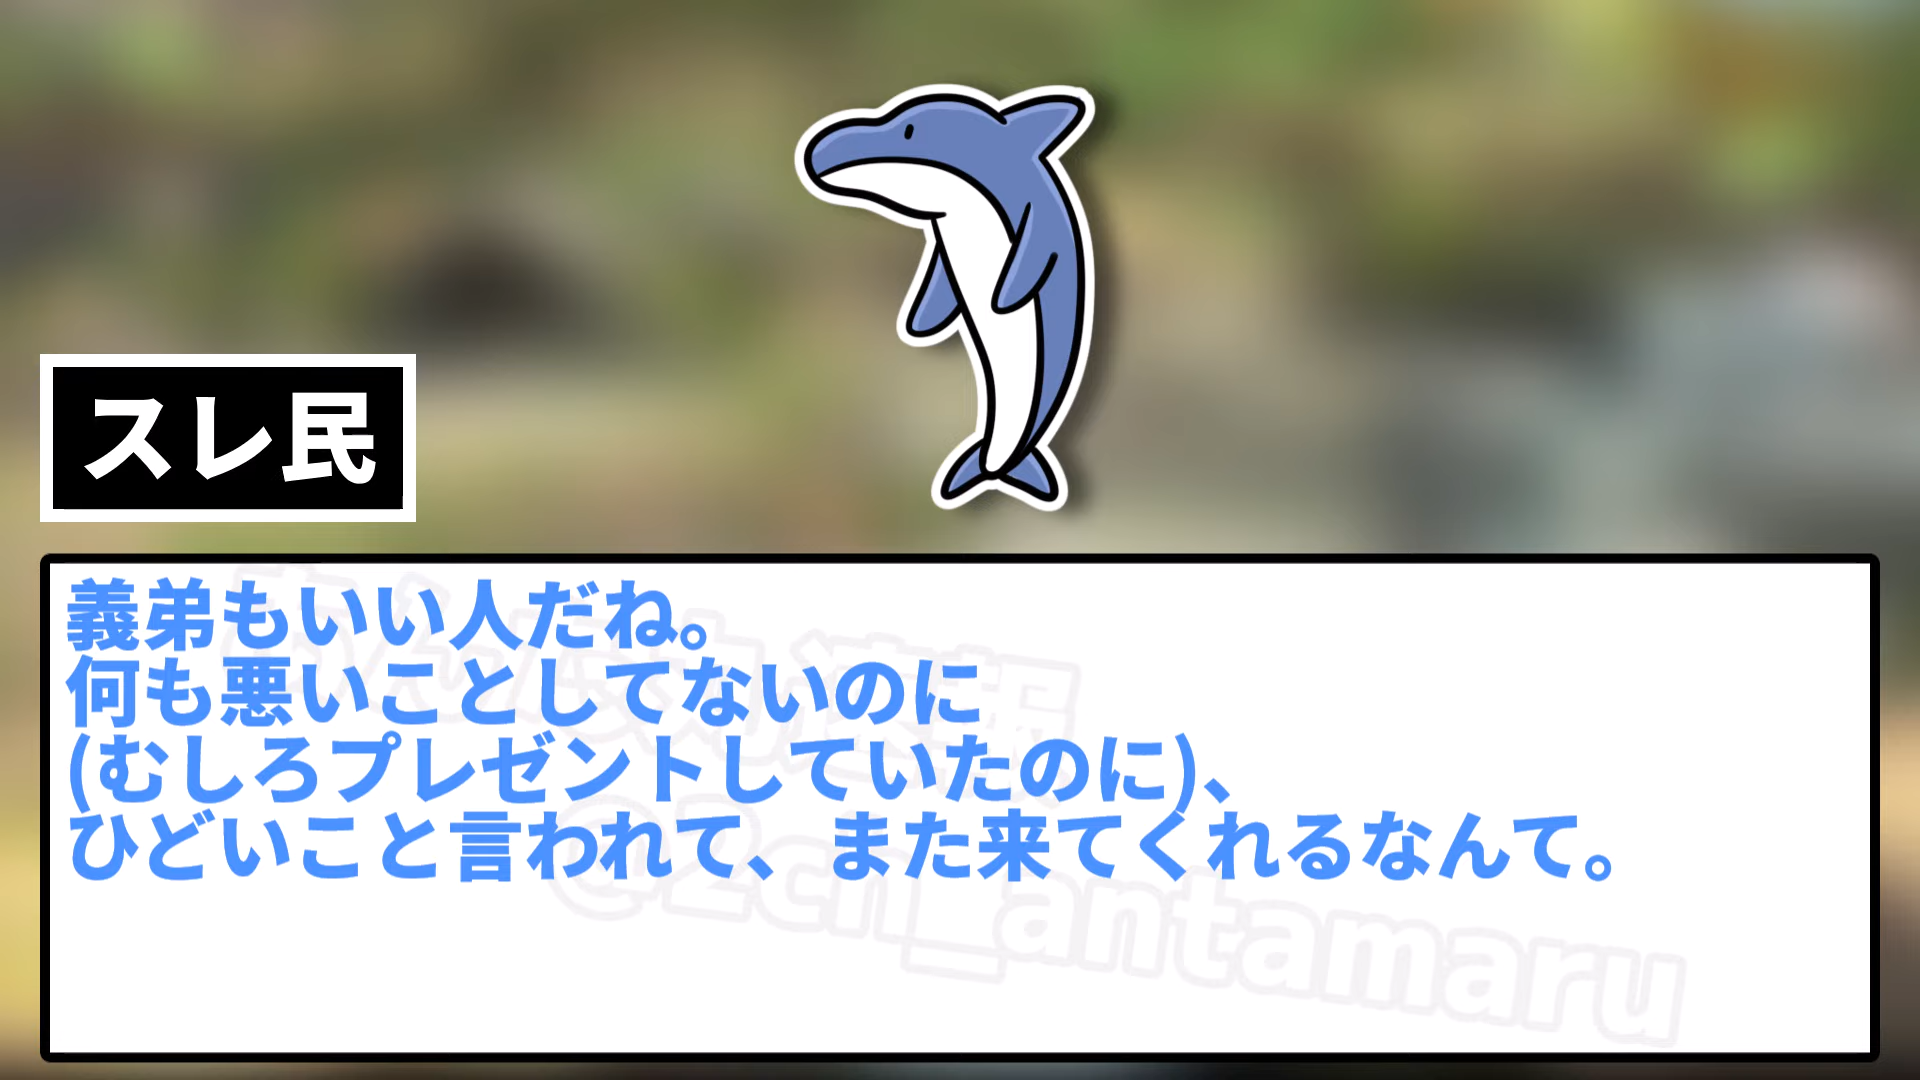 スレ民
義弟もいい人だね。
何も悪いことしてないのに
(むしろプレゼントしていたのに)、
ひどいこと言われて、また来てくれるなんて。
@2ch_antamaru